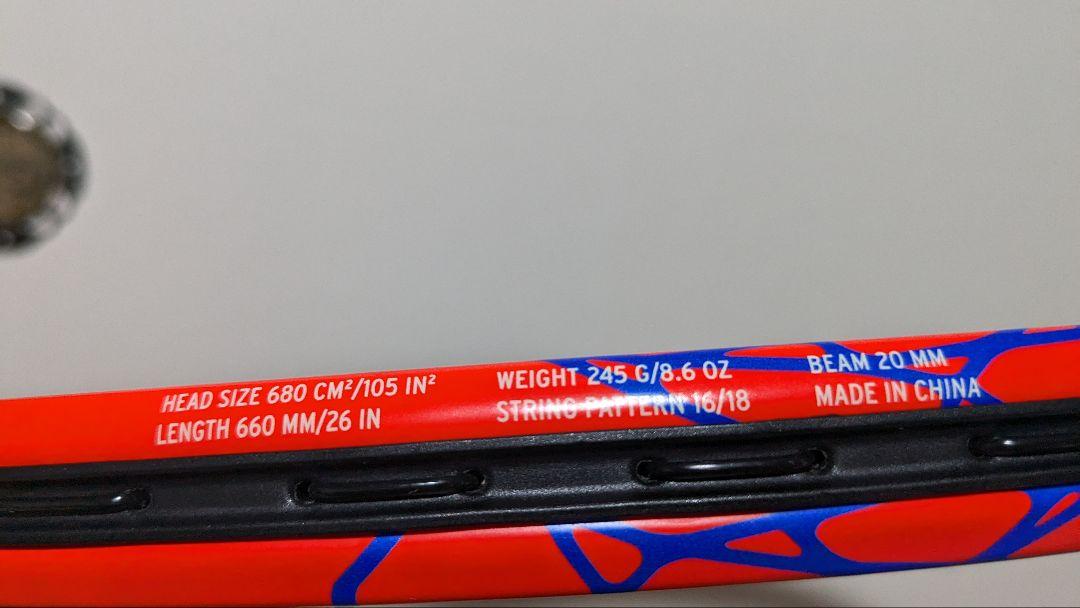 HEAD SIZE 680 CM²/105 IN²
LENGTH 660 MM/26 IN
WEIGHT 245 G/8.6 OZ
STRING PATTERN 16/18
BEAM 20 MM
MADE IN CHINA